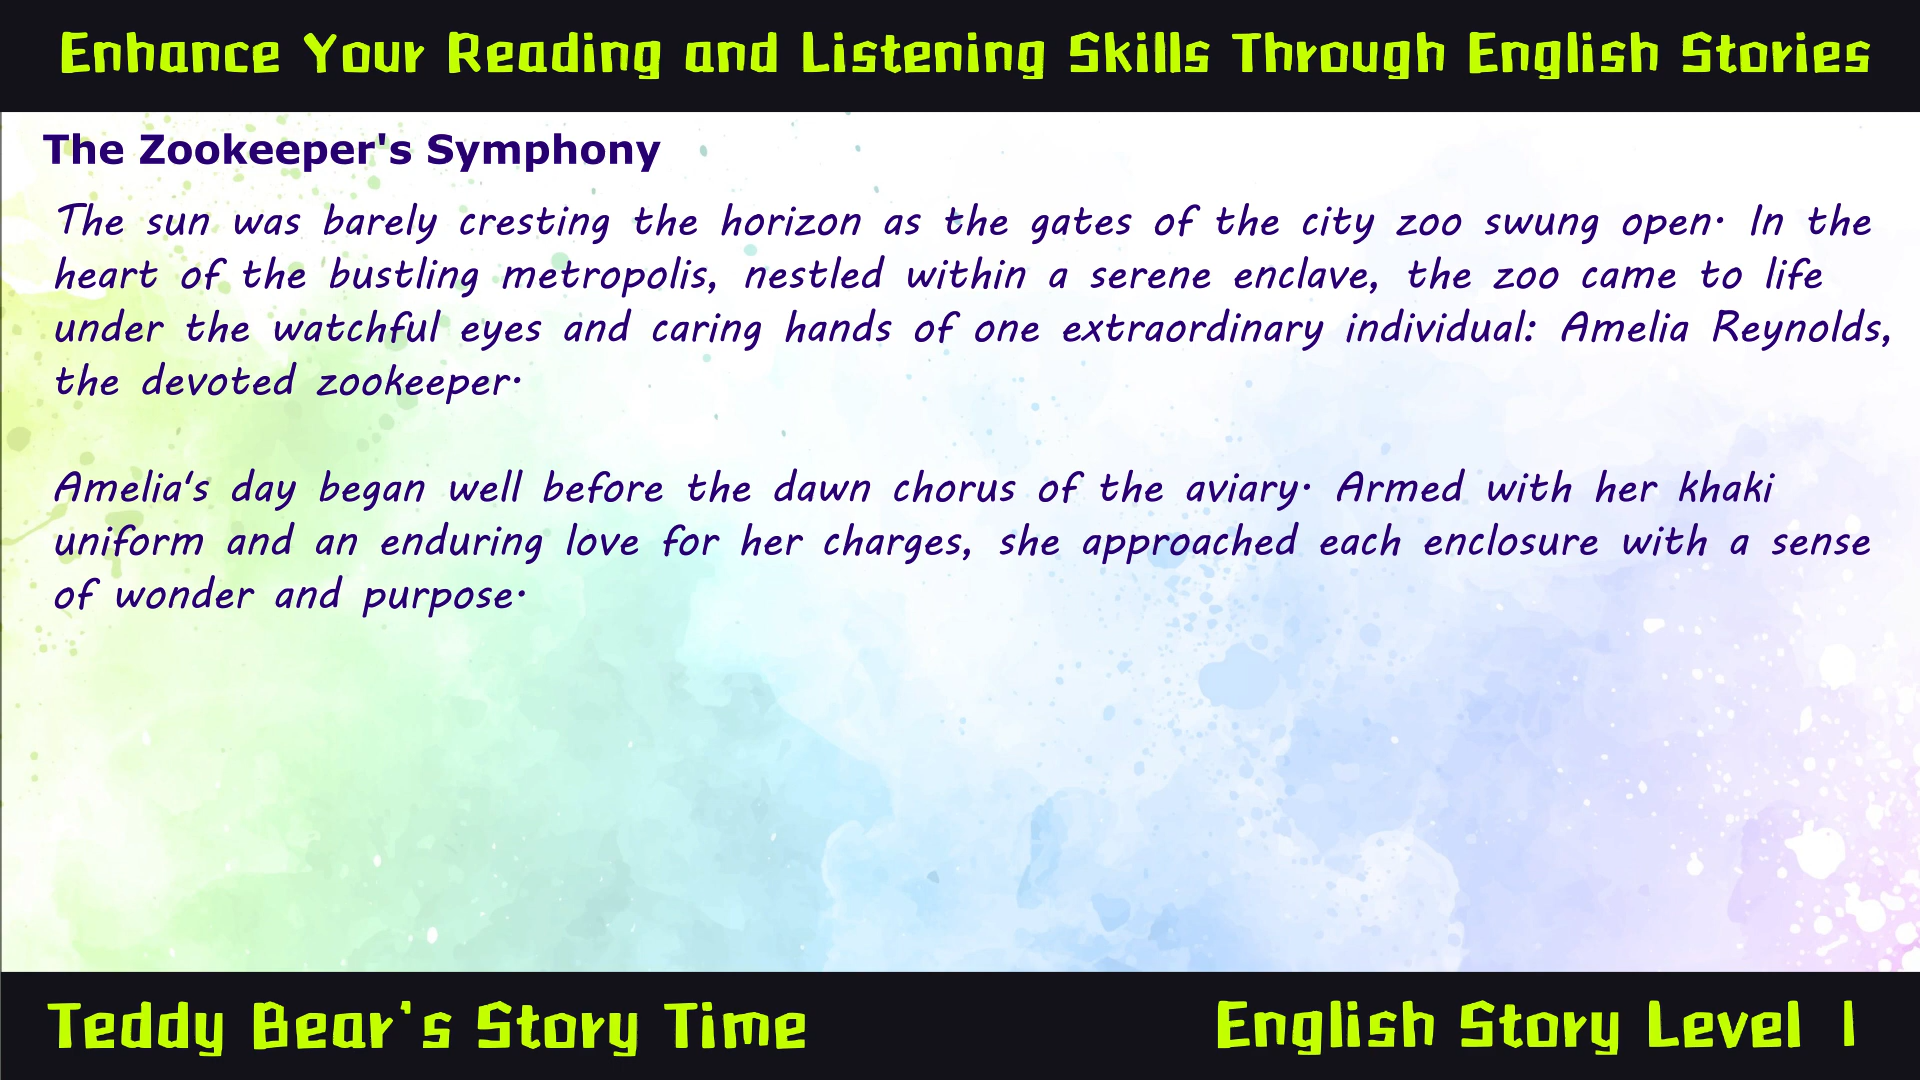 Enhance Your Reading and Listening Skills Through English Stories
The Zookeeper's Symphony
The sun was barely cresting the horizon as the gates of the city zoo swung open. In the
heart of the bustling metropolis, nestled within a serene enclave, the zoo came to life
under the watchful eyes and caring hands of one extraordinary individual: Amelia Reynolds,
the devoted zookeeper.
Amelia's day began well before the dawn chorus of the aviary. Armed with her khaki
uniform and an enduring love for her charges, she approached each enclosure with a sense
of wonder and purpose.
Teddy Bear's Story Time
English Story Level 1